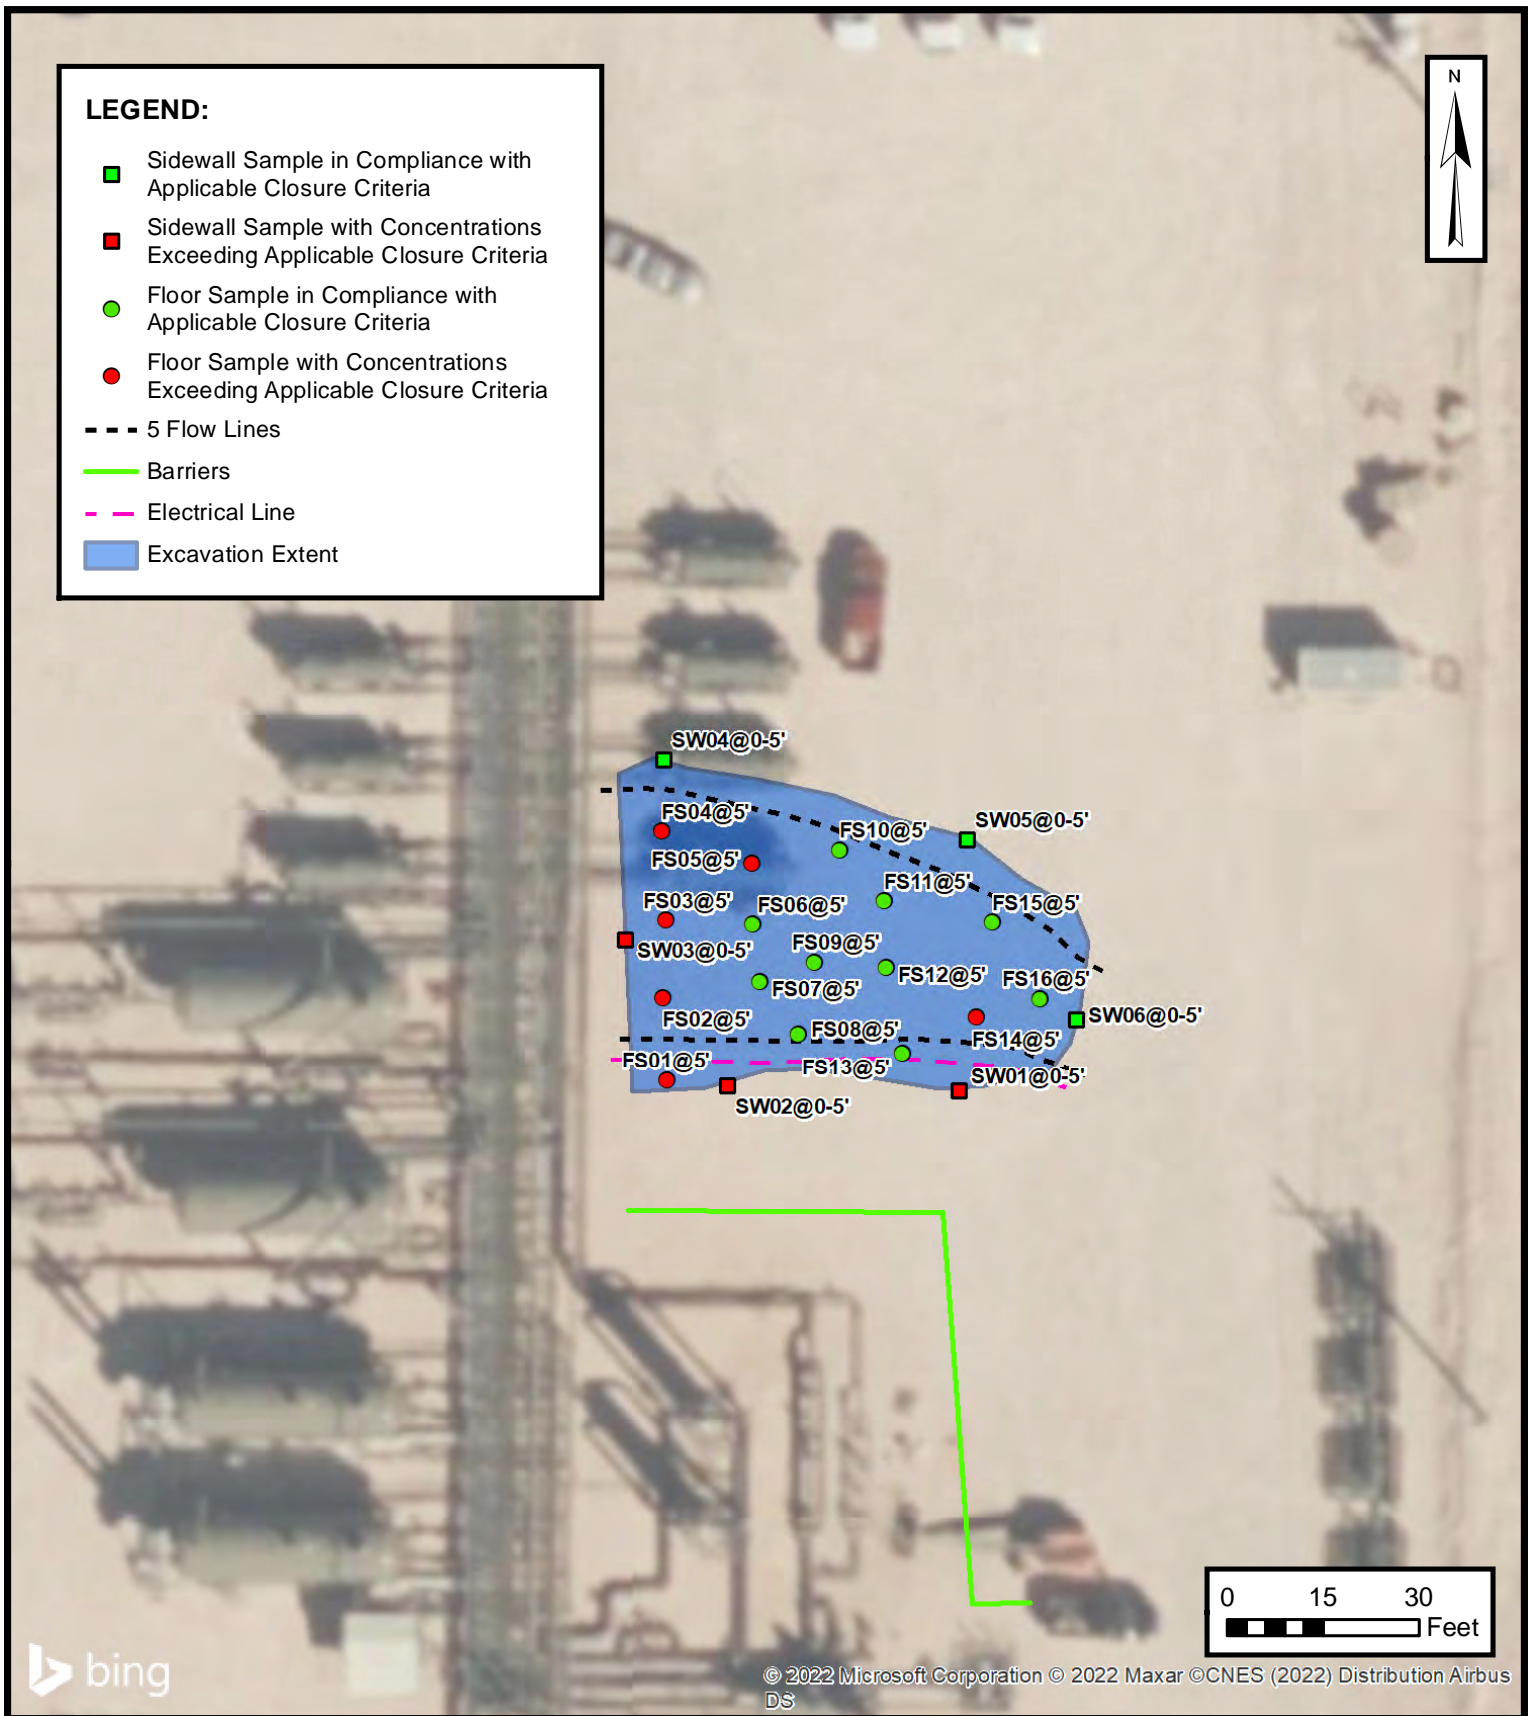 LEGEND:
Sidewall Sample in Compliance with
Applicable Closure Criteria
Sidewall Sample with Concentrations
Exceeding Applicable Closure Criteria
Floor Sample in Compliance with
Applicable Closure Criteria
Floor Sample with Concentrations
Exceeding Applicable Closure Criteria
5 Flow Lines
Barriers
Electrical Line
Excavation Extent
N
SW04@0-5'
FS04@5'
SW05@0-5'
FS10@5'
FS05@5'
FS11@5'
FS03@5'
FS06@5'
FS15@5'
SW03@0-5'
FS09@5'
FS12@5'
FS16@5'
FS07@5'
FS02@5'
FS08@5'
SW06@0-5'
FS14@5'
FS01@5'
FS13@5'
SW01@0-5'
SW02@0-5'
0 15 30
Feet
bing
© 2022 Microsoft Corporation © 2022 Maxar ©CNES (2022) Distribution Airbus
DS